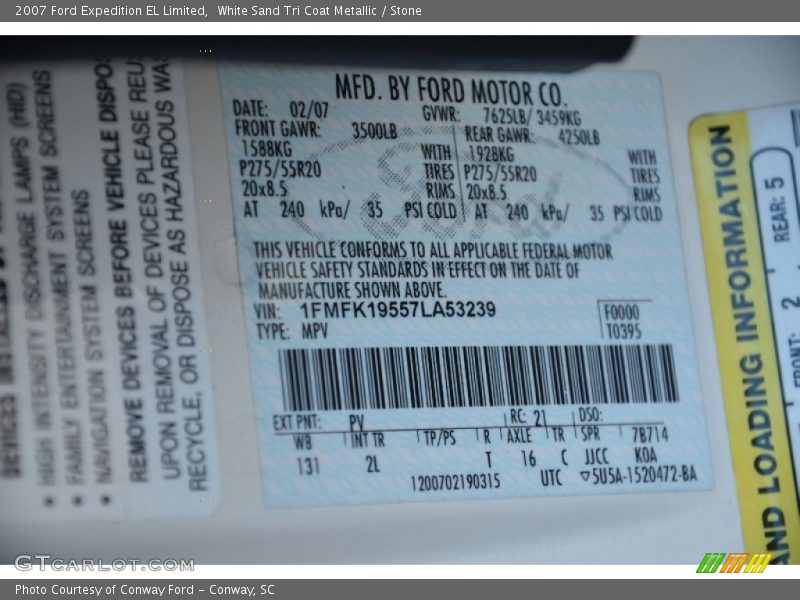 2007 Ford Expedition EL Limited, White Sand Tri Coat Metallic / Stone
HIGH INTENSITY DISCHARGE LAMPS (HID)
FAMILY ENTERTAINMENT SYSTEM SCREENS
• NAVIGATION SYSTEM SCREENS
REMOVE DEVICES BEFORE VEHICLE DISPO
UPON REMOVAL OF DEVICES PLEASE REU
RECYCLE, OR DISPOSE AS HAZARDOUS WA
MFD. BY FORD MOTOR CO.
DATE: 02/07 GVWR: 7625LB/ 3459KG
FRONT GAWR: 3500LB REAR GAWR: 4250LB
1588KG WITH 1928KG WITH
P275/55R20 TIRES P275/55R20 TIRES
20x8.5 RIMS 20x8.5 RIMS
AT 240 kPa/ 35 PSI COLD AT 240 kPa/ 35 PSI COLD
THIS VEHICLE CONFORMS TO ALL APPLICABLE FEDERAL MOTOR
VEHICLE SAFETY STANDARDS IN EFFECT ON THE DATE OF
MANUFACTURE SHOWN ABOVE.
VIN: 1FMFK19557LA53239 F0000
TYPE: MPV T0395
EXT PNT: PV RC: 21 DSO:
WB INT TR TP/PS R AXLE TR SPR 7B714
131 2L T 16 C JJCC KOA
1200702190315 UTC ▽5U5A-1520472-BA
AND LOADING INFORMATION
REAR: 5
FRONT: 2
GTCARLOT.COM
Photo Courtesy of Conway Ford - Conway, SC